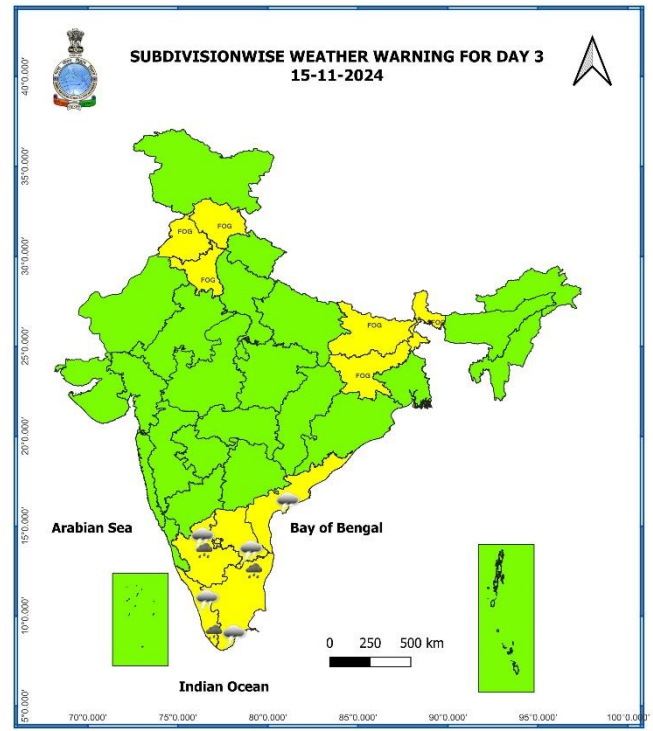 SUBDIVISIONWISE WEATHER WARNING FOR DAY 3
15-11-2024
40°0.000'
35°0.000'
30°0.000'
25°0.000'
20°0.000'
15°0.000'
10°0.000'
5°0.000'
FOG
FOG
FOG
FOG
FOG
FOG
Arabian Sea
Bay of Bengal
0 250 500 km
Indian Ocean
70°0.000' 75°0.000' 80°0.000' 85°0.000' 90°0.000' 95°0.000' 100°0.000'